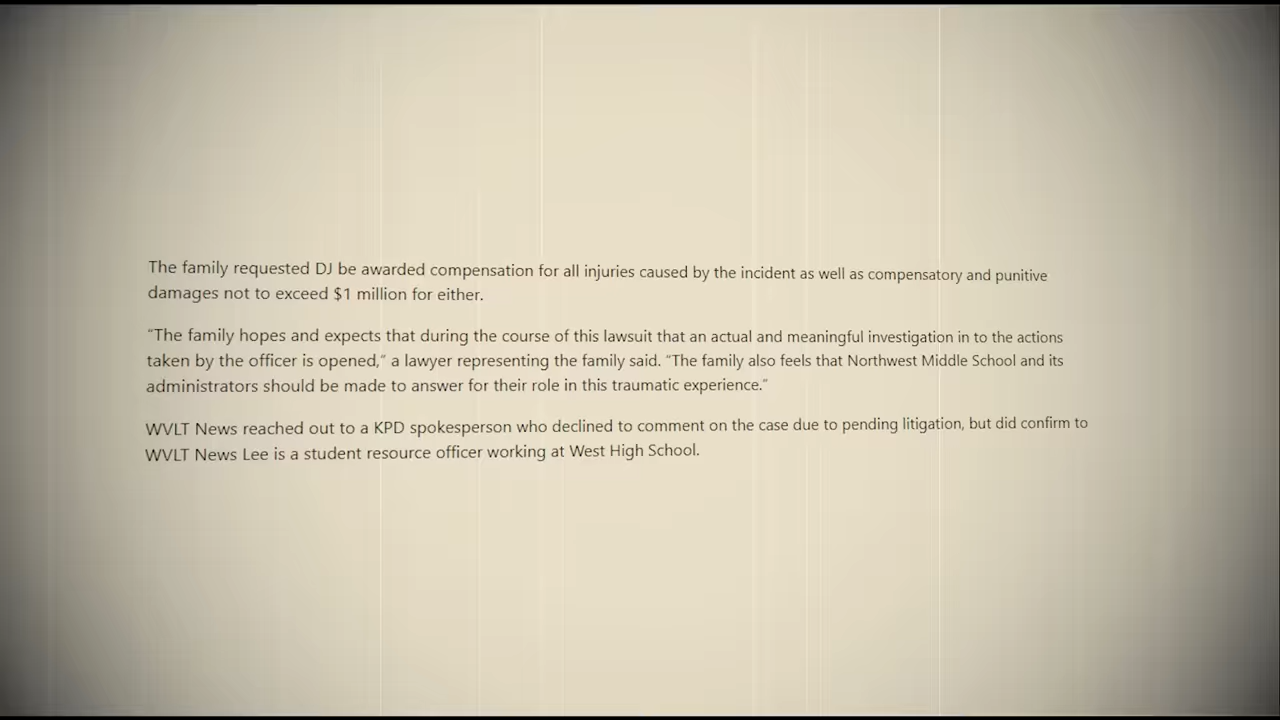 The family requested DJ be awarded compensation for all injuries caused by the incident as well as compensatory and punitive
damages not to exceed $1 million for either.
“The family hopes and expects that during the course of this lawsuit that an actual and meaningful investigation in to the actions
taken by the officer is opened,” a lawyer representing the family said. “The family also feels that Northwest Middle School and its
administrators should be made to answer for their role in this traumatic experience.”
WVLT News reached out to a KPD spokesperson who declined to comment on the case due to pending litigation, but did confirm to
WVLT News Lee is a student resource officer working at West High School.